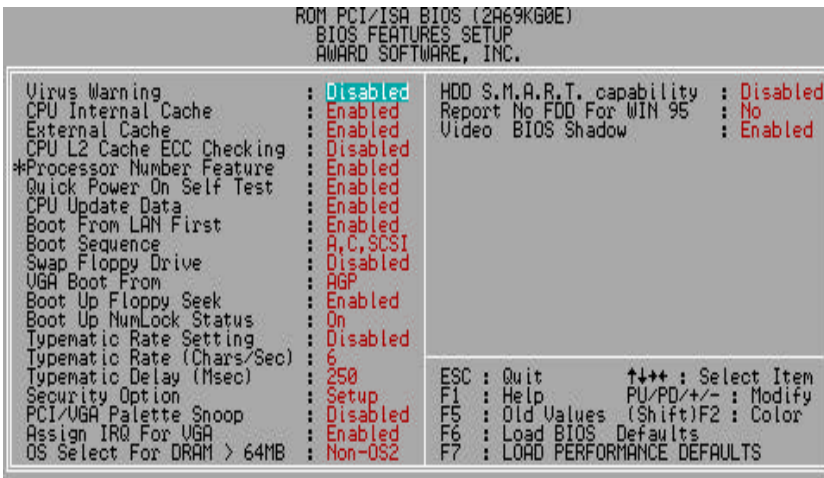 ROM PCI/ISA BIOS (2A69KG0E)
BIOS FEATURES SETUP
AWARD SOFTWARE, INC.
Virus Warning : Disabled
CPU Internal Cache : Enabled
External Cache : Enabled
CPU L2 Cache ECC Checking : Disabled
*Processor Number Feature : Enabled
Quick Power On Self Test : Enabled
CPU Update Data : Enabled
Boot From LAN First : Enabled
Boot Sequence : A,C,SCSI
Swap Floppy Drive : Disabled
VGA Boot From : AGP
Boot Up Floppy Seek : Enabled
Boot Up NumLock Status : On
Typematic Rate Setting : Disabled
Typematic Rate (Chars/Sec) : 6
Typematic Delay (Msec) : 250
Security Option : Setup
PCI/VGA Palette Snoop : Disabled
Assign IRQ For VGA : Enabled
OS Select For DRAM > 64MB : Non-OS2
HDD S.M.A.R.T. capability : Disabled
Report No FDD For WIN 95 : No
Video BIOS Shadow : Enabled
ESC : Quit ↑↓→← : Select Item
F1 : Help PU/PD/+/- : Modify
F5 : Old Values (Shift)F2 : Color
F6 : Load BIOS Defaults
F7 : LOAD PERFORMANCE DEFAULTS